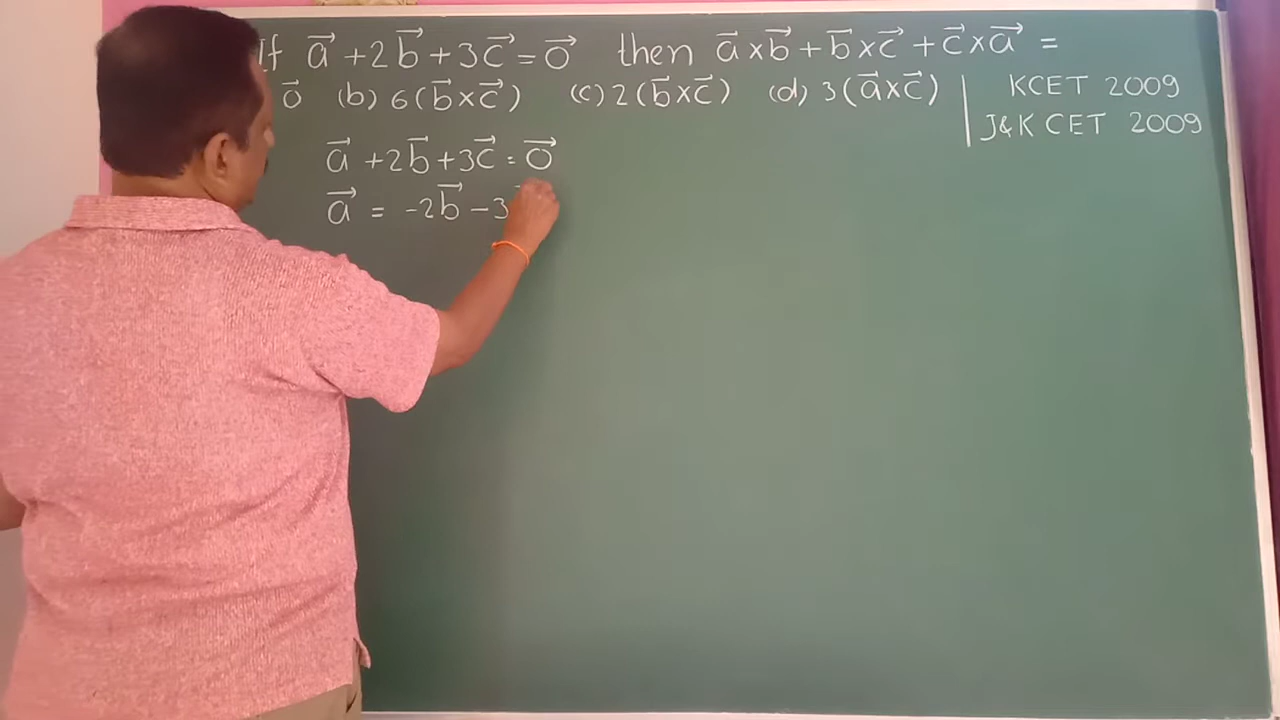 If a⃗ + 2b⃗ + 3c⃗ = 0⃗ then a⃗ × b⃗ + b⃗ × c⃗ + c⃗ × a⃗ =
0⃗ (b) 6(b⃗ × c⃗) (c) 2(b⃗ × c⃗) (d) 3(a⃗ × c⃗)
KCET 2009
J&K CET 2009
a⃗ + 2b⃗ + 3c⃗ = 0⃗
a⃗ = -2b⃗ - 3